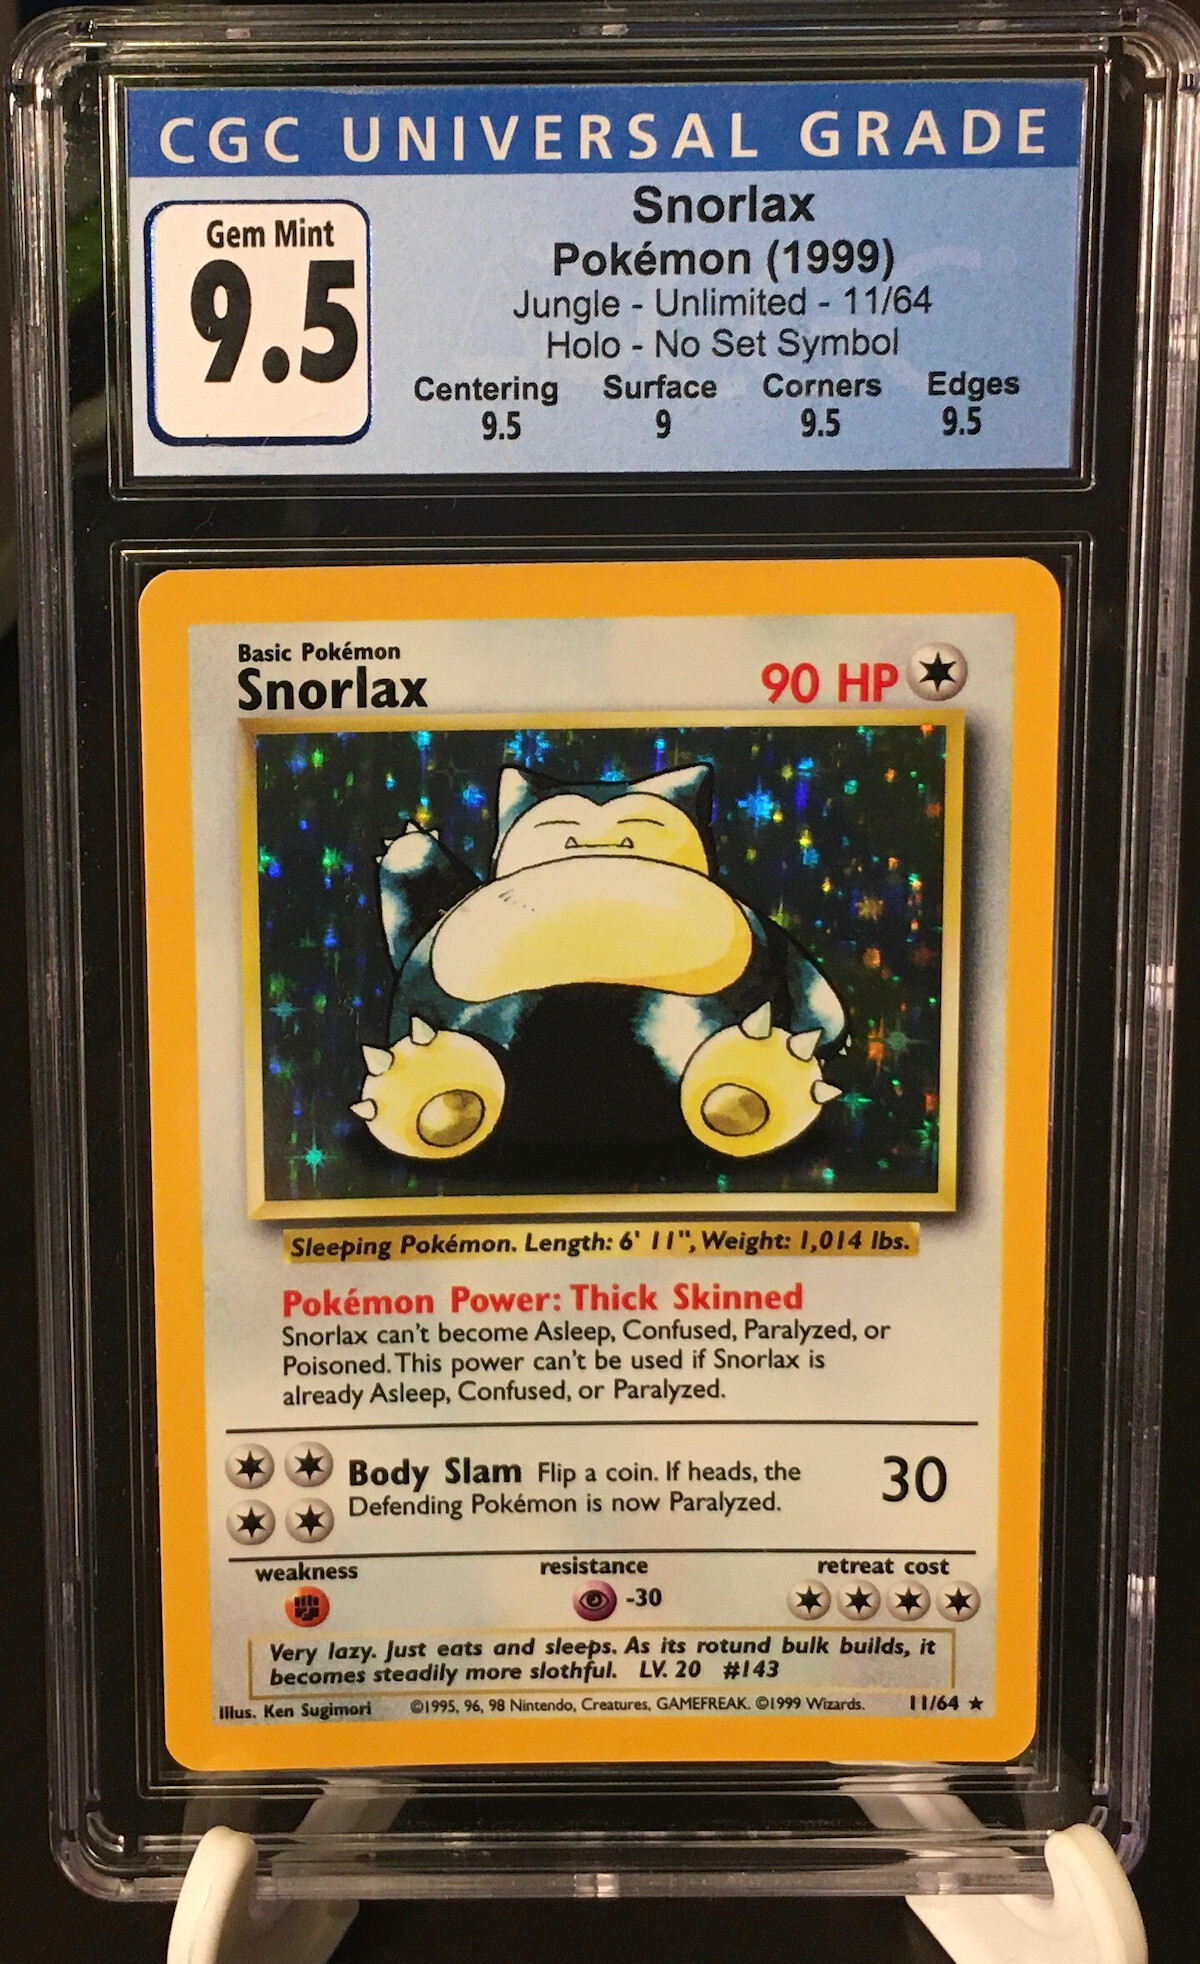 CGC UNIVERSAL GRADE
Gem Mint
9.5
Snorlax
Pokémon (1999)
Jungle - Unlimited - 11/64
Holo - No Set Symbol
Centering Surface Corners Edges
9.5 9 9.5 9.5
Basic Pokémon
Snorlax 90 HP
Sleeping Pokémon. Length: 6' 11", Weight: 1,014 lbs.
Pokémon Power: Thick Skinned
Snorlax can't become Asleep, Confused, Paralyzed, or
Poisoned. This power can't be used if Snorlax is
already Asleep, Confused, or Paralyzed.
Body Slam Flip a coin. If heads, the 30
Defending Pokémon is now Paralyzed.
weakness resistance retreat cost
-30
Very lazy. Just eats and sleeps. As its rotund bulk builds, it
becomes steadily more slothful. LV. 20 #143
Illus. Ken Sugimori ©1995, 96, 98 Nintendo, Creatures, GAMEFREAK. ©1999 Wizards. 11/64 ★